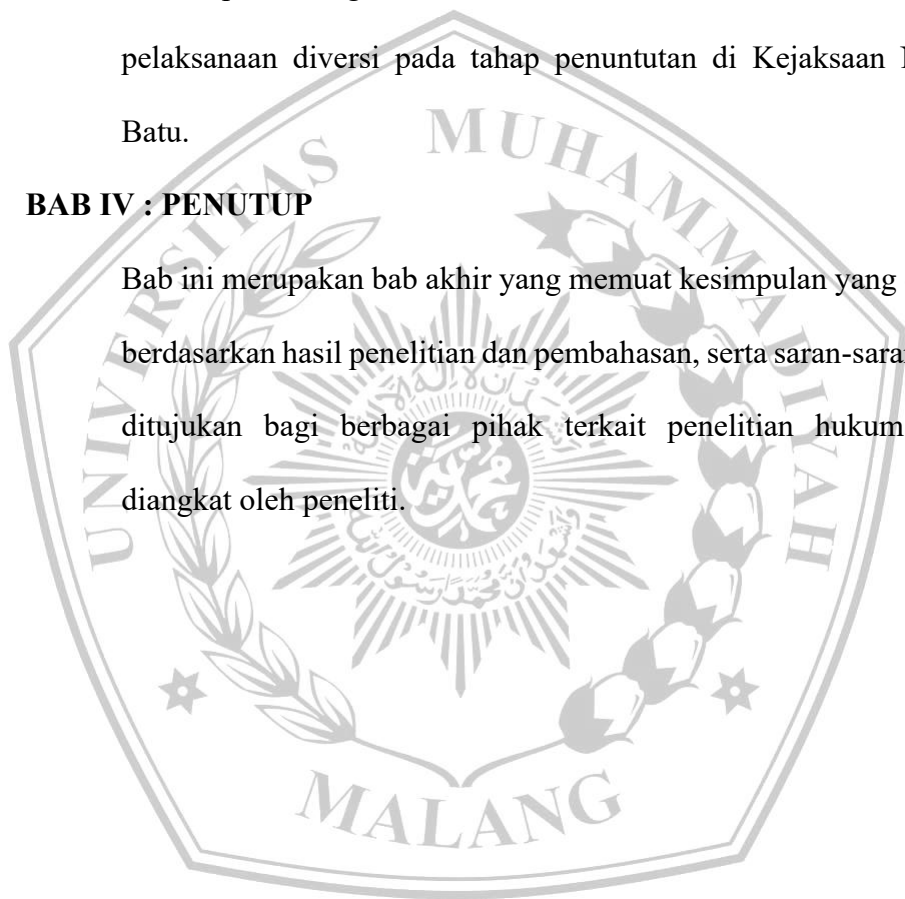 pelaksanaan diversi pada tahap penuntutan di Kejaksaan
Batu.
BAB IV : PENUTUP
Bab ini merupakan bab akhir yang memuat kesimpulan yang
berdasarkan hasil penelitian dan pembahasan, serta saran-saran
ditujukan bagi berbagai pihak terkait penelitian hukum
diangkat oleh peneliti.
UNIVERSITAS MUHAMMADIYAH
MALANG